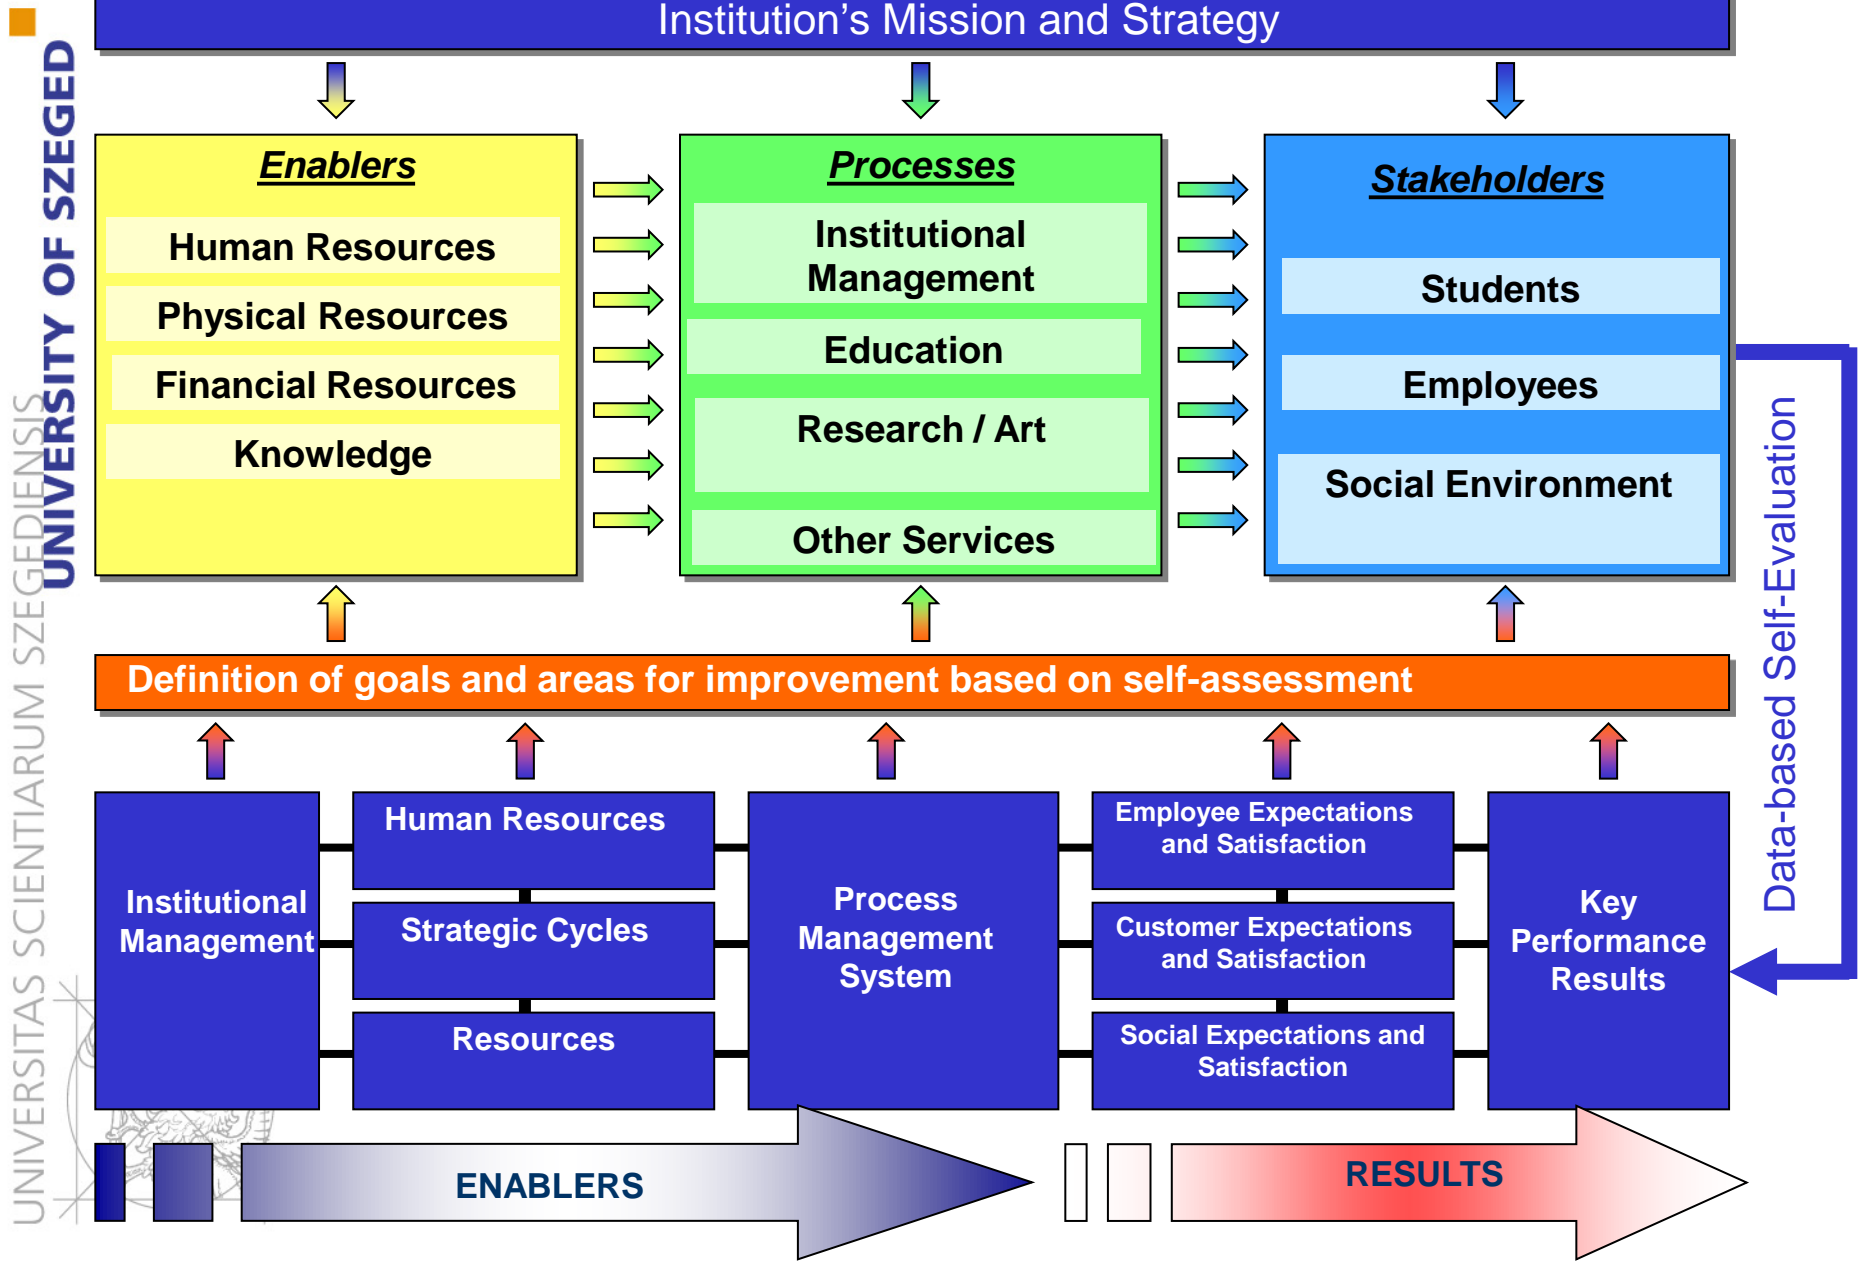 Institution’s Mission and Strategy
UNIVERSITY OF SZEGED
UNIVERSITAS SCIENTIARUM SZEGEDIENSIS
Enablers
Human Resources
Physical Resources
Financial Resources
Knowledge
Processes
Institutional
Management
Education
Research / Art
Other Services
Stakeholders
Students
Employees
Social Environment
Data-based Self-Evaluation
Definition of goals and areas for improvement based on self-assessment
Institutional
Management
Human Resources
Strategic Cycles
Resources
Process
Management
System
Employee Expectations
and Satisfaction
Customer Expectations
and Satisfaction
Social Expectations and
Satisfaction
Key
Performance
Results
ENABLERS
RESULTS